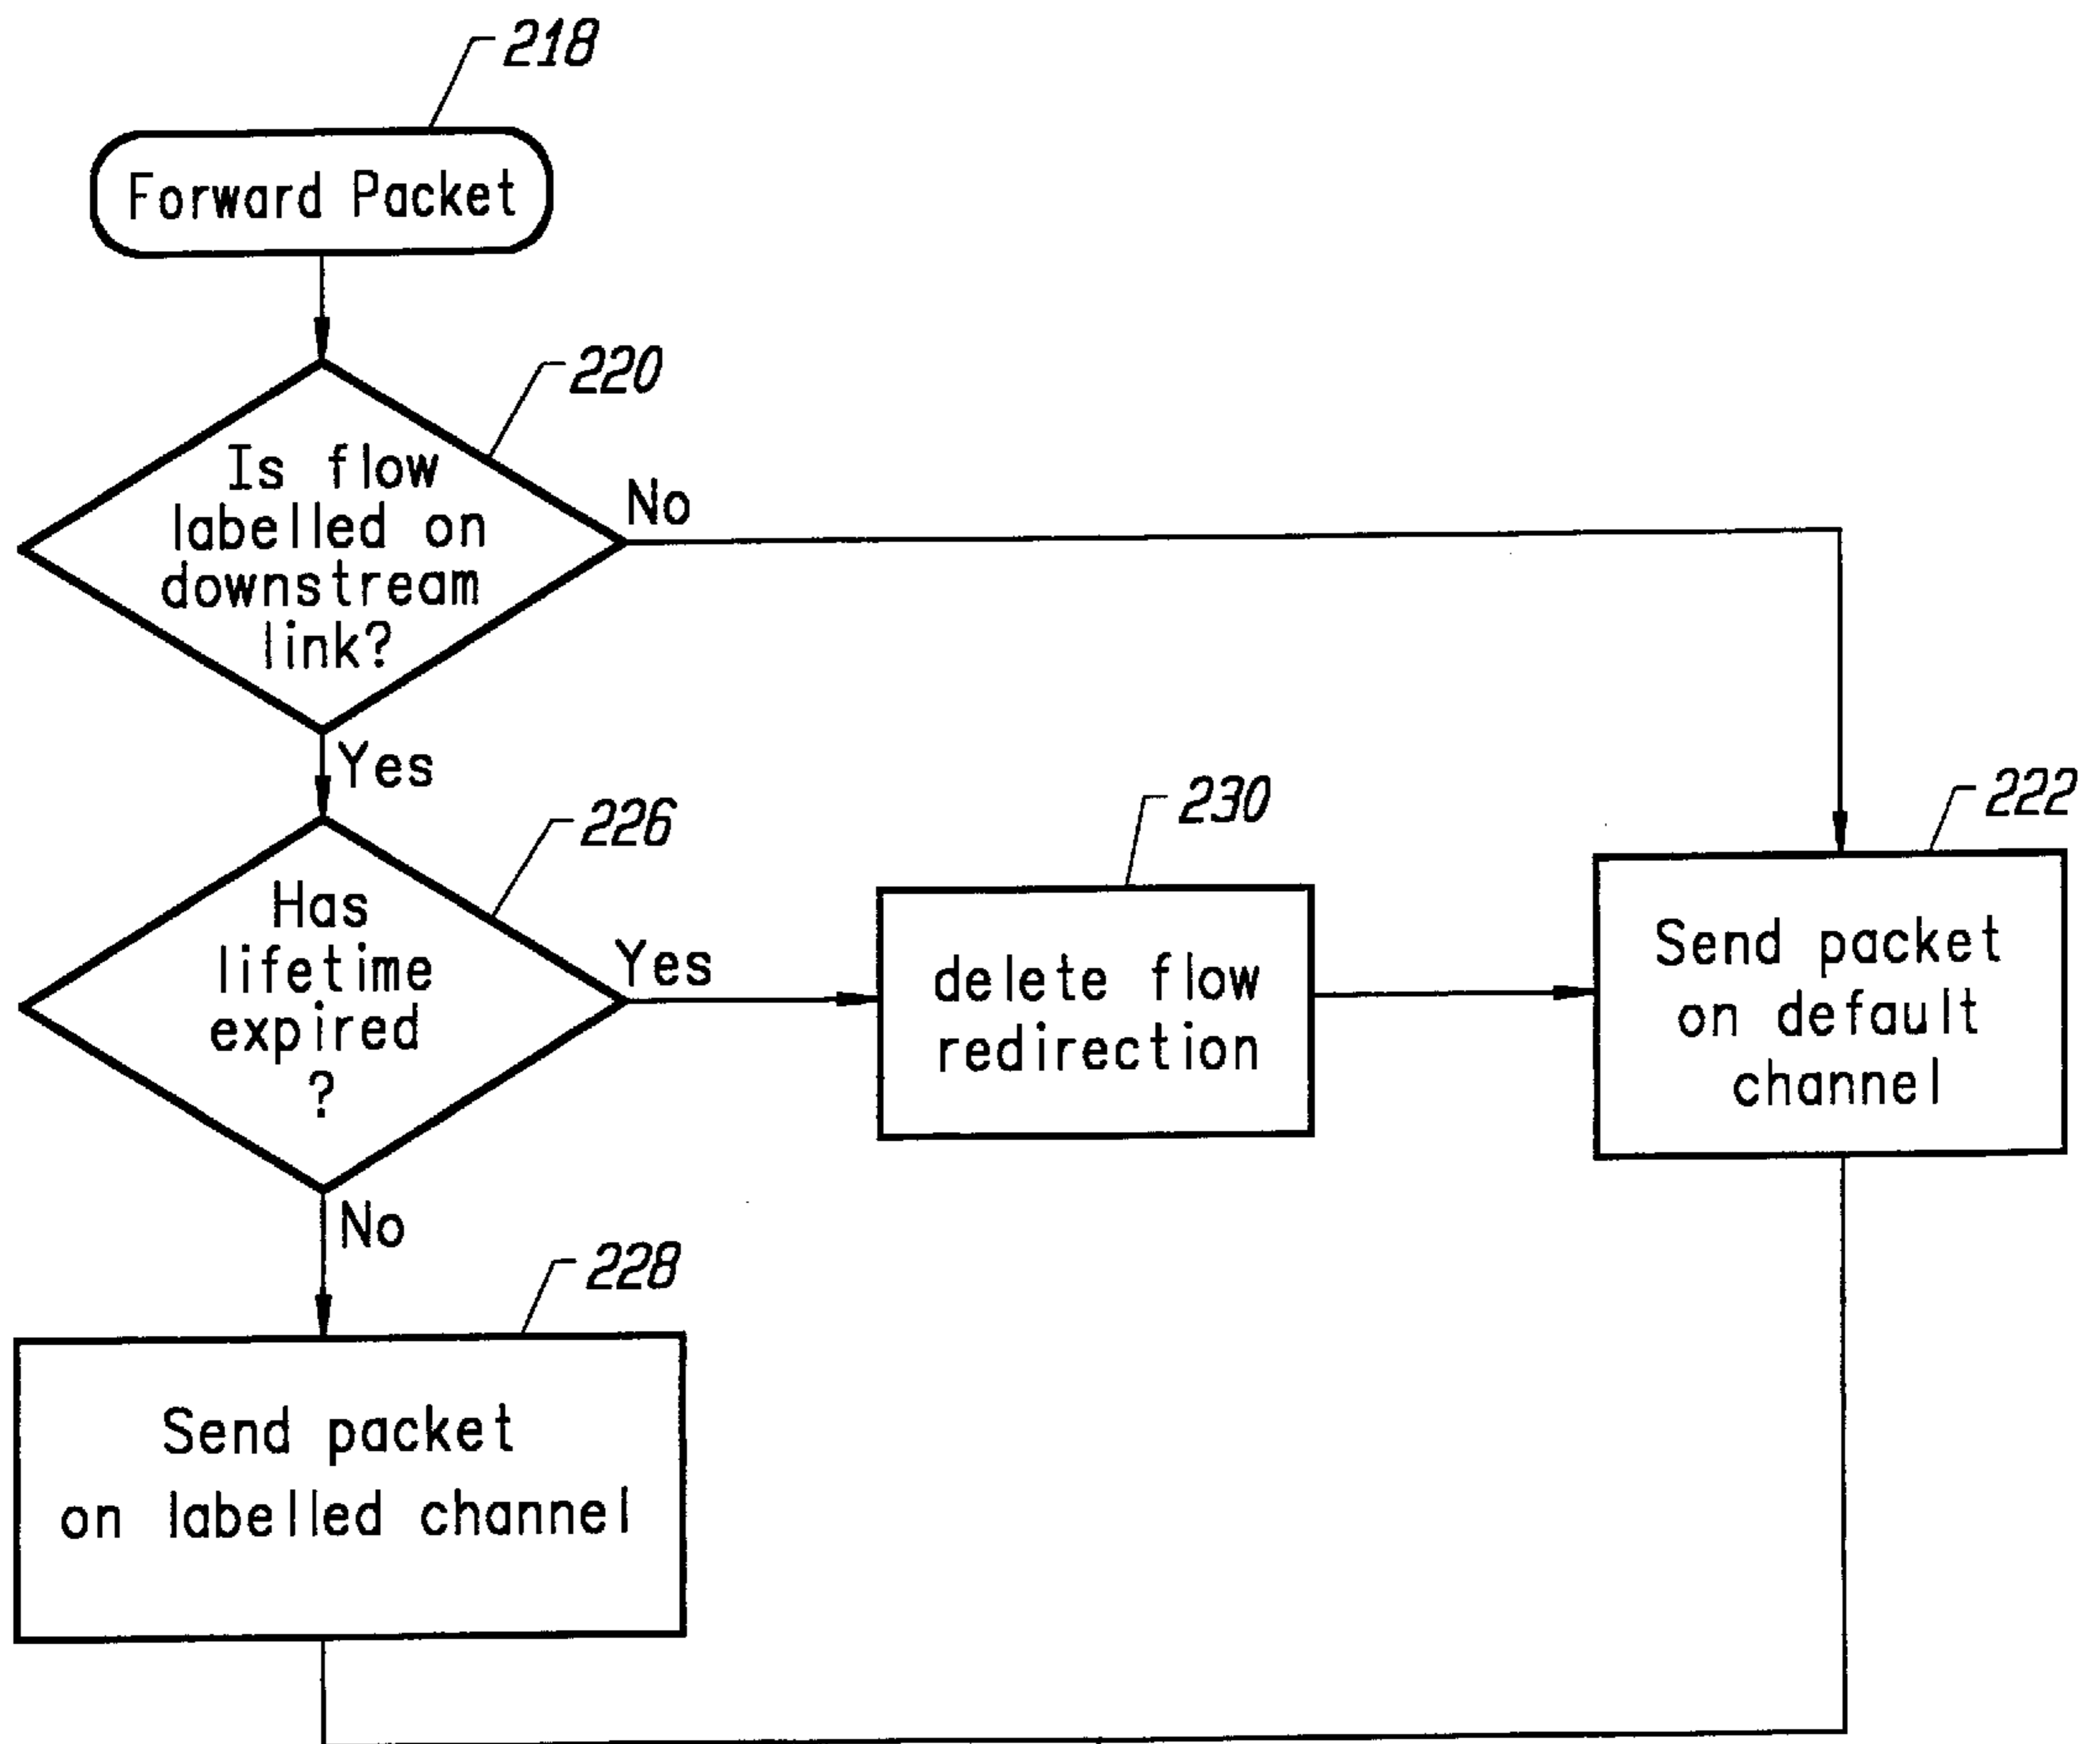 218
Forward Packet
220
Is flow
labelled on
downstream
link?
No
Yes
226
Has
lifetime
expired
?
Yes
230
delete flow
redirection
222
Send packet
on default
channel
No
228
Send packet
on labelled channel